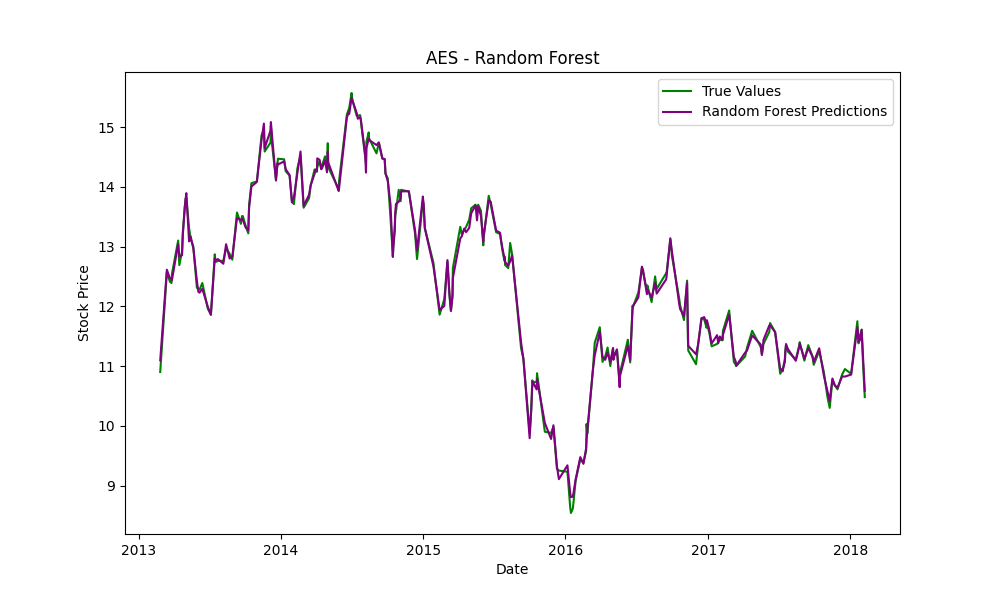 AES - Random Forest
True Values
Random Forest Predictions
Stock Price
15
14
13
12
11
10
9
2013 2014 2015 2016 2017 2018
Date